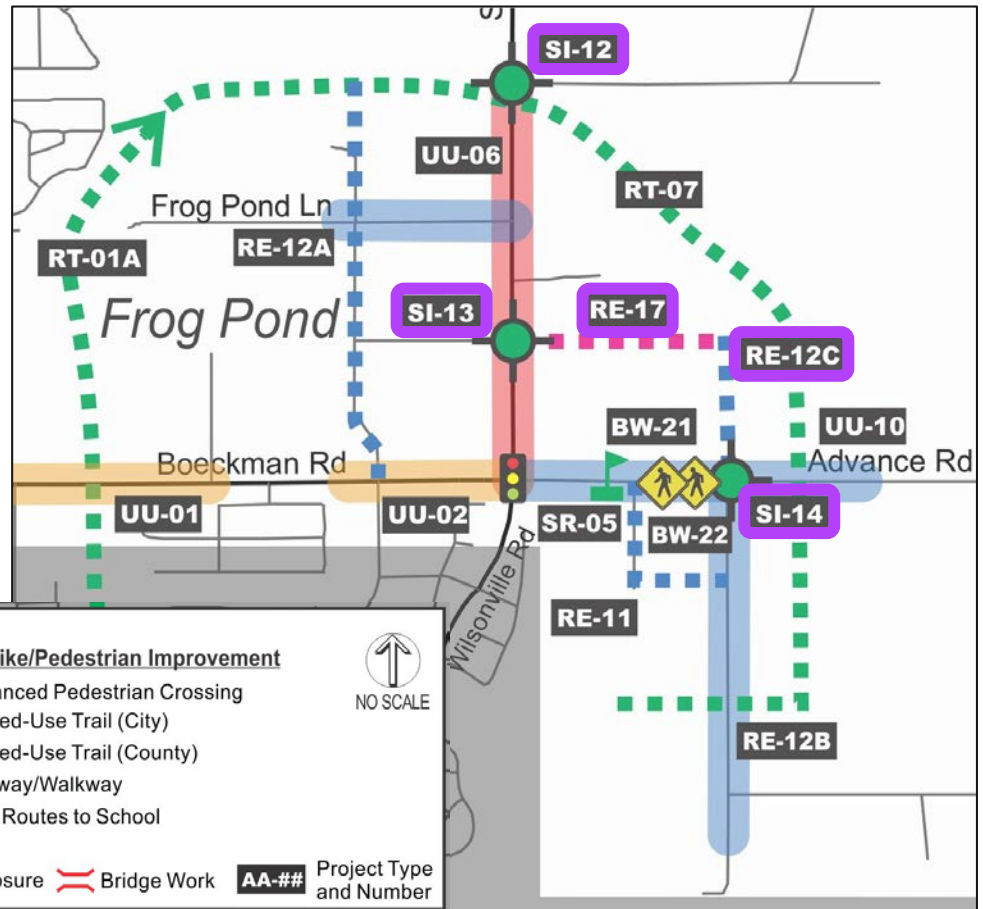 S
SI-12
UU-06
RT-07
Frog Pond Ln
RE-12A
RT-01A
Frog Pond
SI-13
RE-17
RE-12C
BW-21
UU-10
Boeckman Rd
Advance Rd
UU-01
UU-02
SR-05
BW-22
SI-14
Wilsonville Rd
RE-11
RE-12B
ike/Pedestrian Improvement
anced Pedestrian Crossing
ed-Use Trail (City)
ed-Use Trail (County)
way/Walkway
Routes to School
NO SCALE
osure
Bridge Work
AA-##
Project Type
and Number